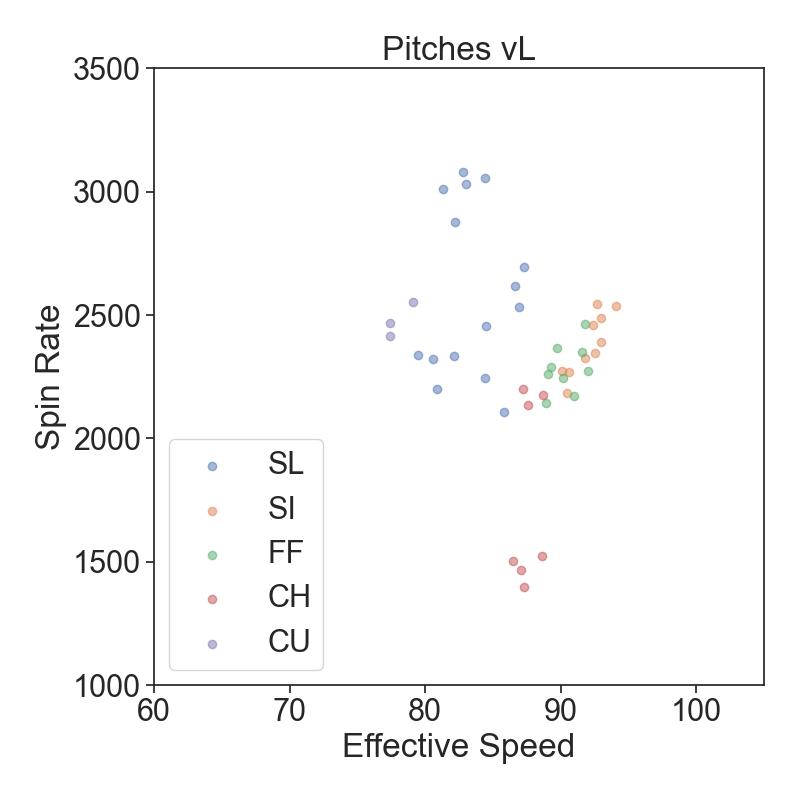 Pitches vL
3500
3000
2500
2000
1500
1000
Spin Rate
SL
SI
FF
CH
CU
60 70 80 90 100
Effective Speed